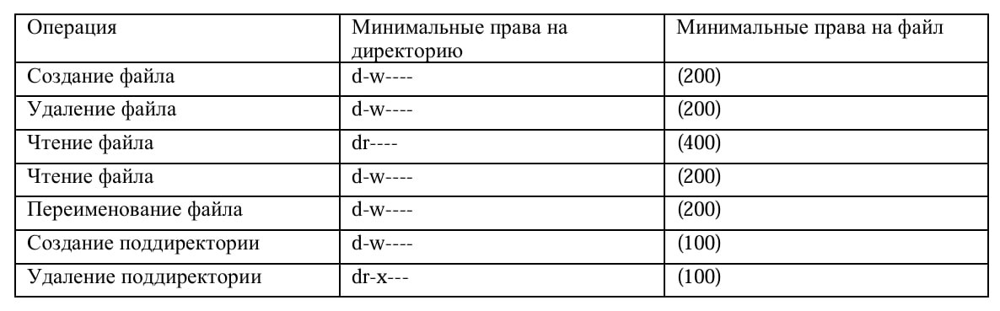 Операция Минимальные права на директорию Минимальные права на файл
Создание файла d-w---- (200)
Удаление файла d-w---- (200)
Чтение файла dr---- (400)
Чтение файла d-w---- (200)
Переименование файла d-w---- (200)
Создание поддиректории d-w---- (100)
Удаление поддиректории dr-x--- (100)